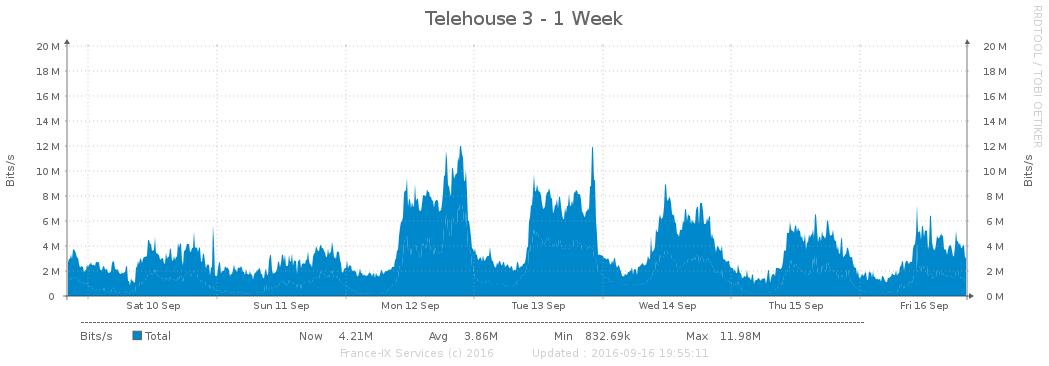 Telehouse 3 - 1 Week
RRDTOOL / TOBI OETIKER
Bits/s
20 M 20 M
18 M 18 M
16 M 16 M
14 M 14 M
12 M 12 M
10 M 10 M
8 M 8 M
6 M 6 M
4 M 4 M
2 M 2 M
0 0 M
Bits/s
Sat 10 Sep Sun 11 Sep Mon 12 Sep Tue 13 Sep Wed 14 Sep Thu 15 Sep Fri 16 Sep
Bits/s Total Now 4.21M Avg 3.86M Min 832.69k Max 11.98M
France-IX Services (c) 2016 Updated : 2016-09-16 19:55:11